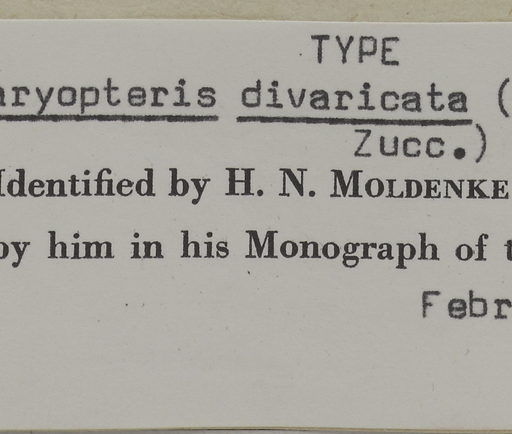 TYPE
aryopteris divaricata (
Zucc.)
Identified by H. N. MOLDENKE
by him in his Monograph of t
Febr